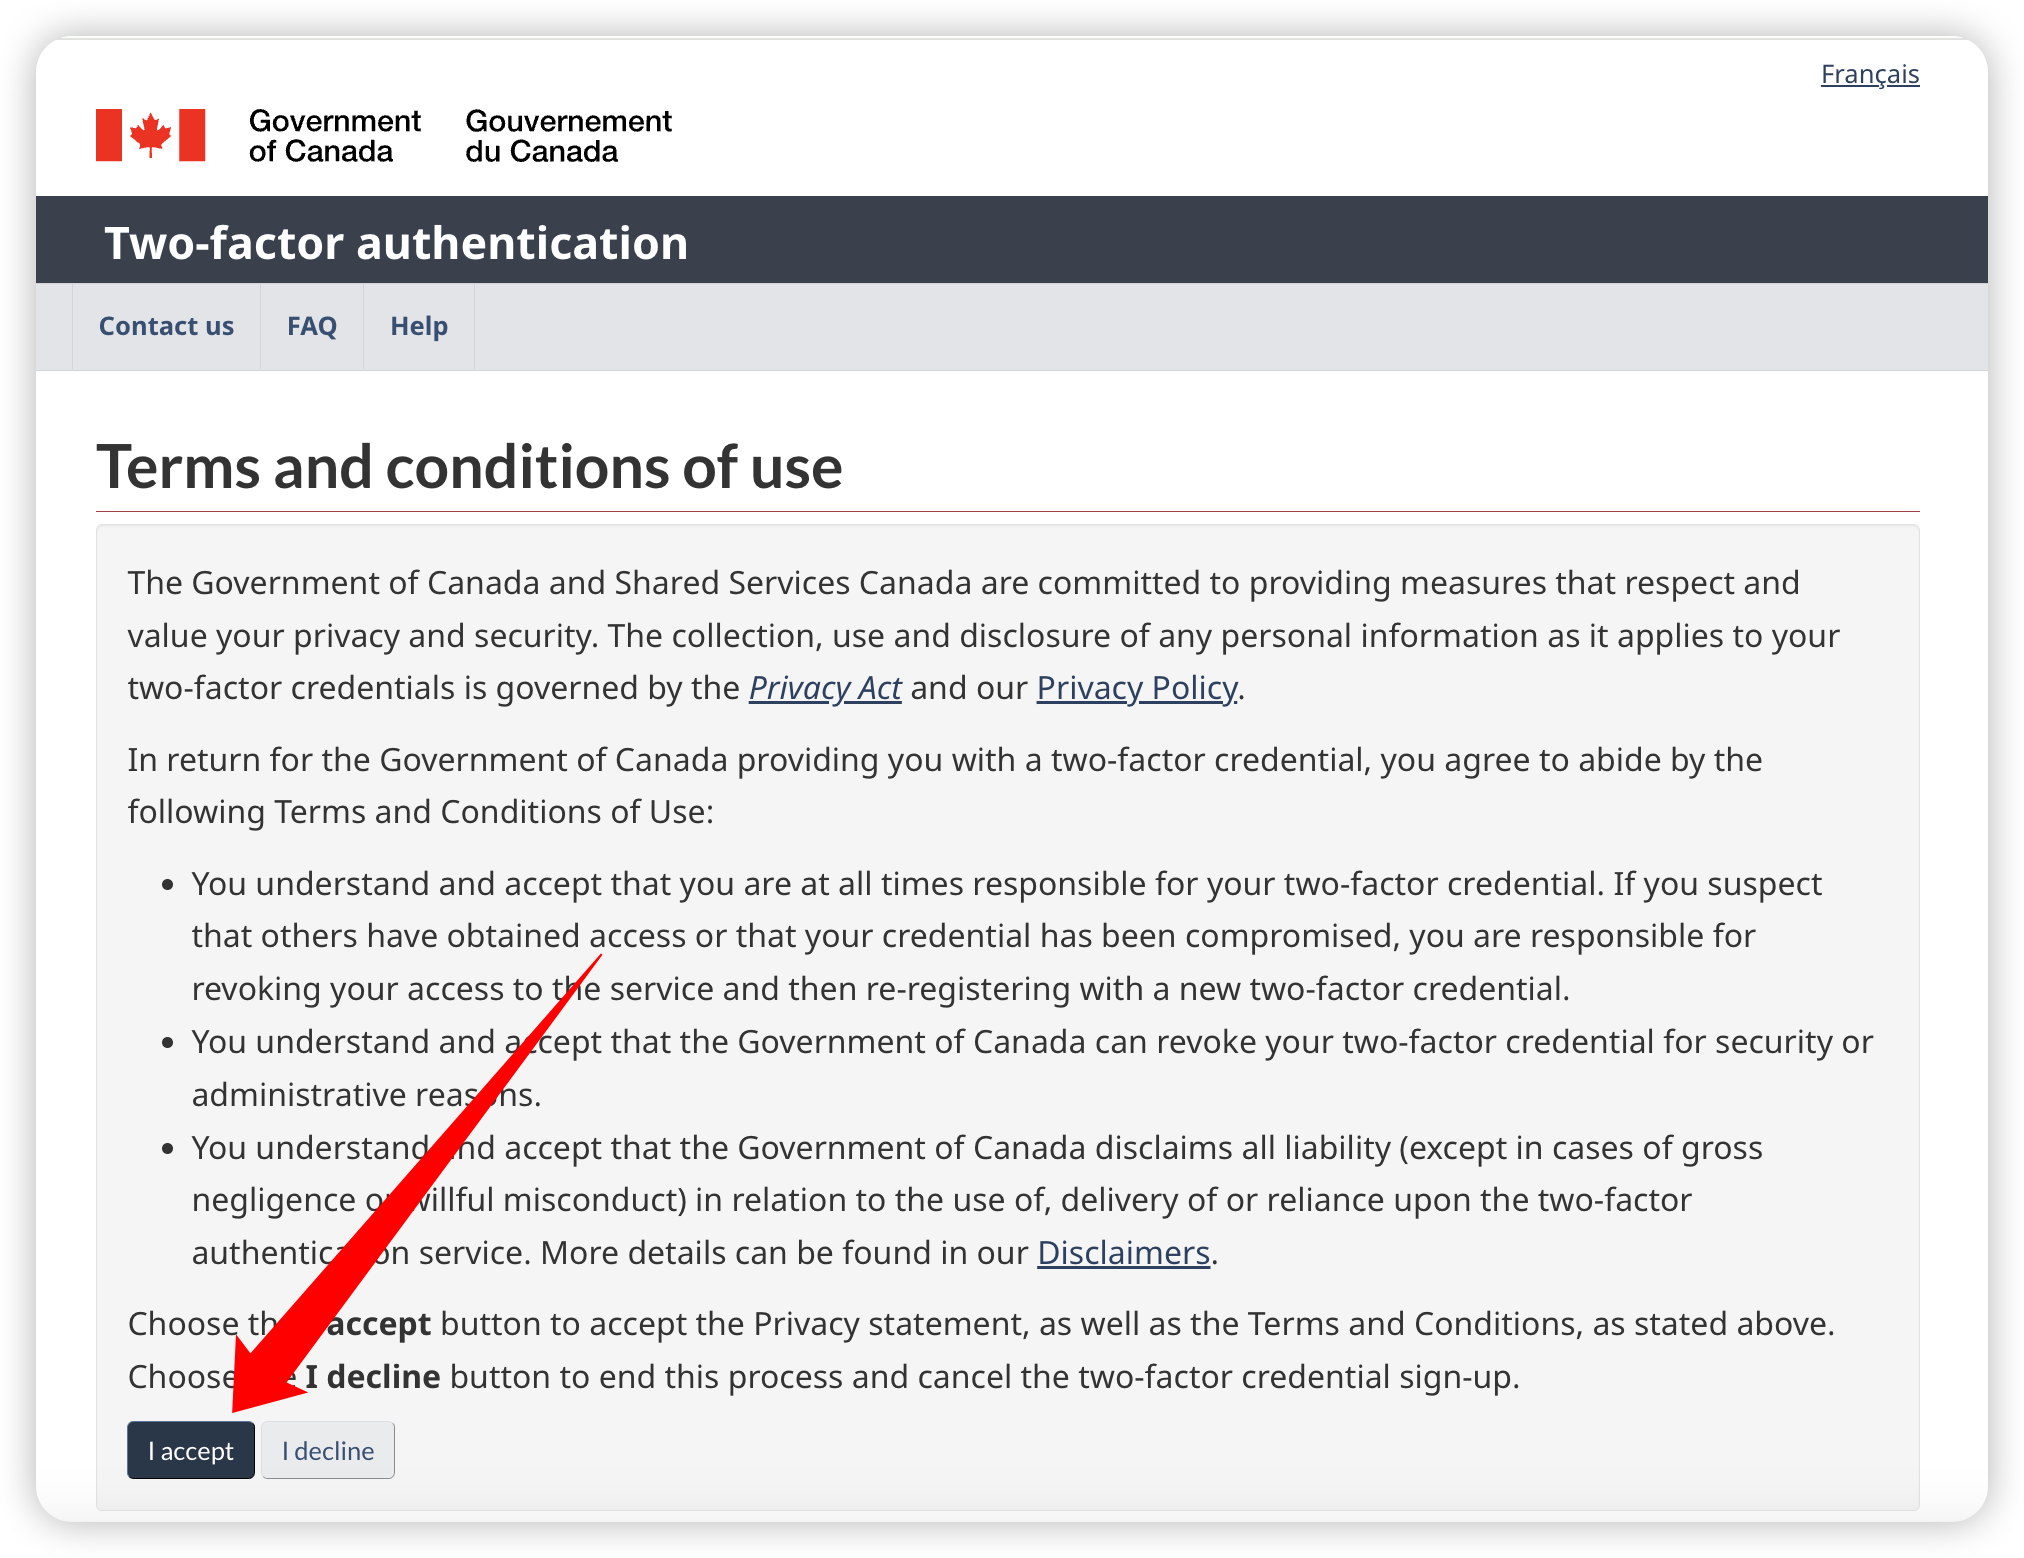 Français
Government of Canada
Gouvernement du Canada
Two-factor authentication
Contact us FAQ Help
Terms and conditions of use
The Government of Canada and Shared Services Canada are committed to providing measures that respect and
value your privacy and security. The collection, use and disclosure of any personal information as it applies to your
two-factor credentials is governed by the Privacy Act and our Privacy Policy.
In return for the Government of Canada providing you with a two-factor credential, you agree to abide by the
following Terms and Conditions of Use:
• You understand and accept that you are at all times responsible for your two-factor credential. If you suspect
that others have obtained access or that your credential has been compromised, you are responsible for
revoking your access to the service and then re-registering with a new two-factor credential.
• You understand and accept that the Government of Canada can revoke your two-factor credential for security or
administrative reasons.
• You understand and accept that the Government of Canada disclaims all liability (except in cases of gross
negligence or willful misconduct) in relation to the use of, delivery of or reliance upon the two-factor
authentication service. More details can be found in our Disclaimers.
Choose the I accept button to accept the Privacy statement, as well as the Terms and Conditions, as stated above.
Choose the I decline button to end this process and cancel the two-factor credential sign-up.
I accept I decline